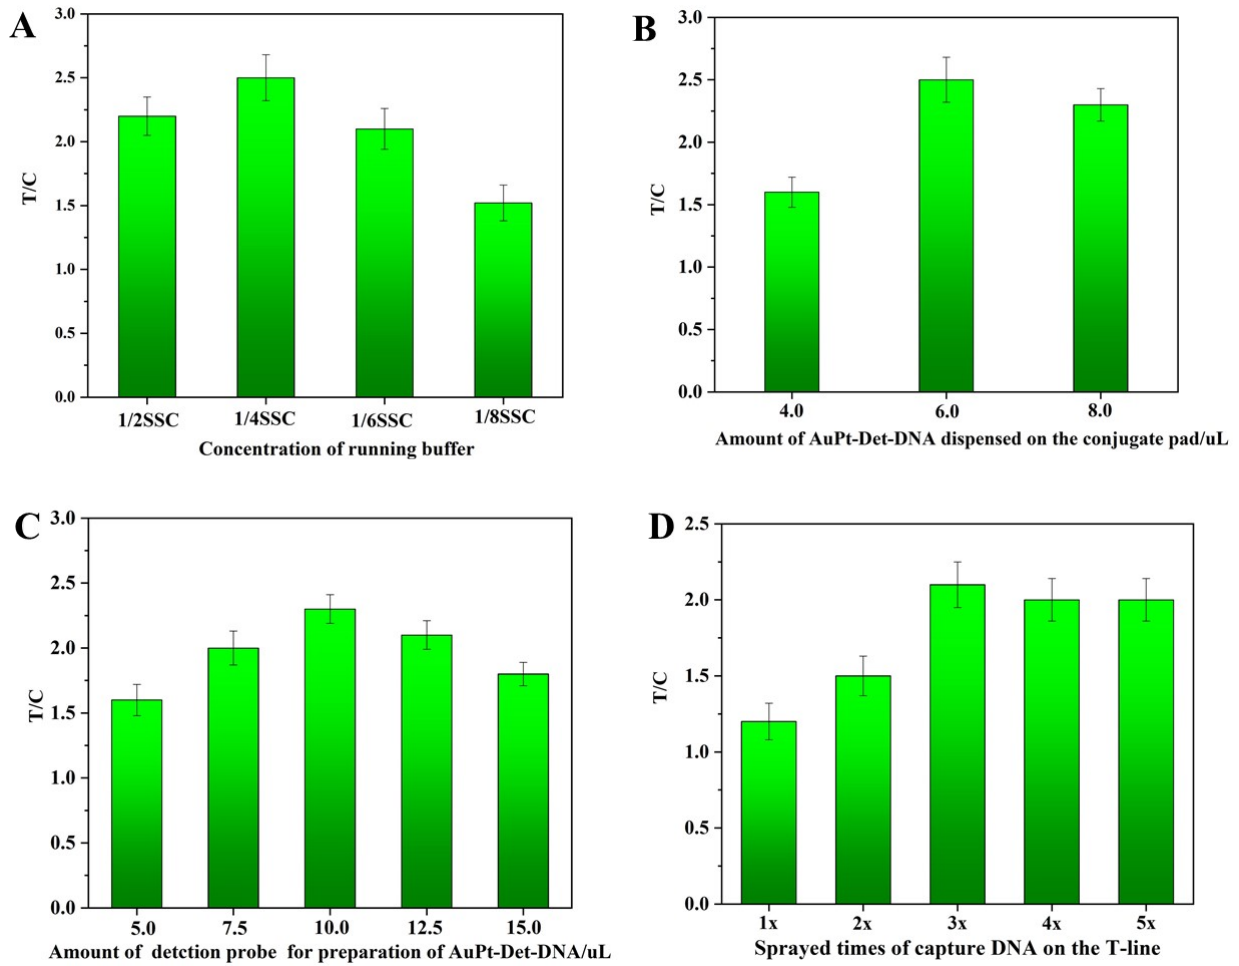 A
3.0
2.5
2.0
1.5
1.0
0.5
0.0
T/C
1/2SSC 1/4SSC 1/6SSC 1/8SSC
Concentration of running buffer
B
3.0
2.5
2.0
1.5
1.0
0.5
0.0
T/C
4.0 6.0 8.0
Amount of AuPt-Det-DNA dispensed on the conjugate pad/uL
C
3.0
2.5
2.0
1.5
1.0
0.5
0.0
T/C
5.0 7.5 10.0 12.5 15.0
Amount of detction probe for preparation of AuPt-Det-DNA/uL
D
2.5
2.0
1.5
1.0
0.5
0.0
T/C
1x 2x 3x 4x 5x
Sprayed times of capture DNA on the T-line